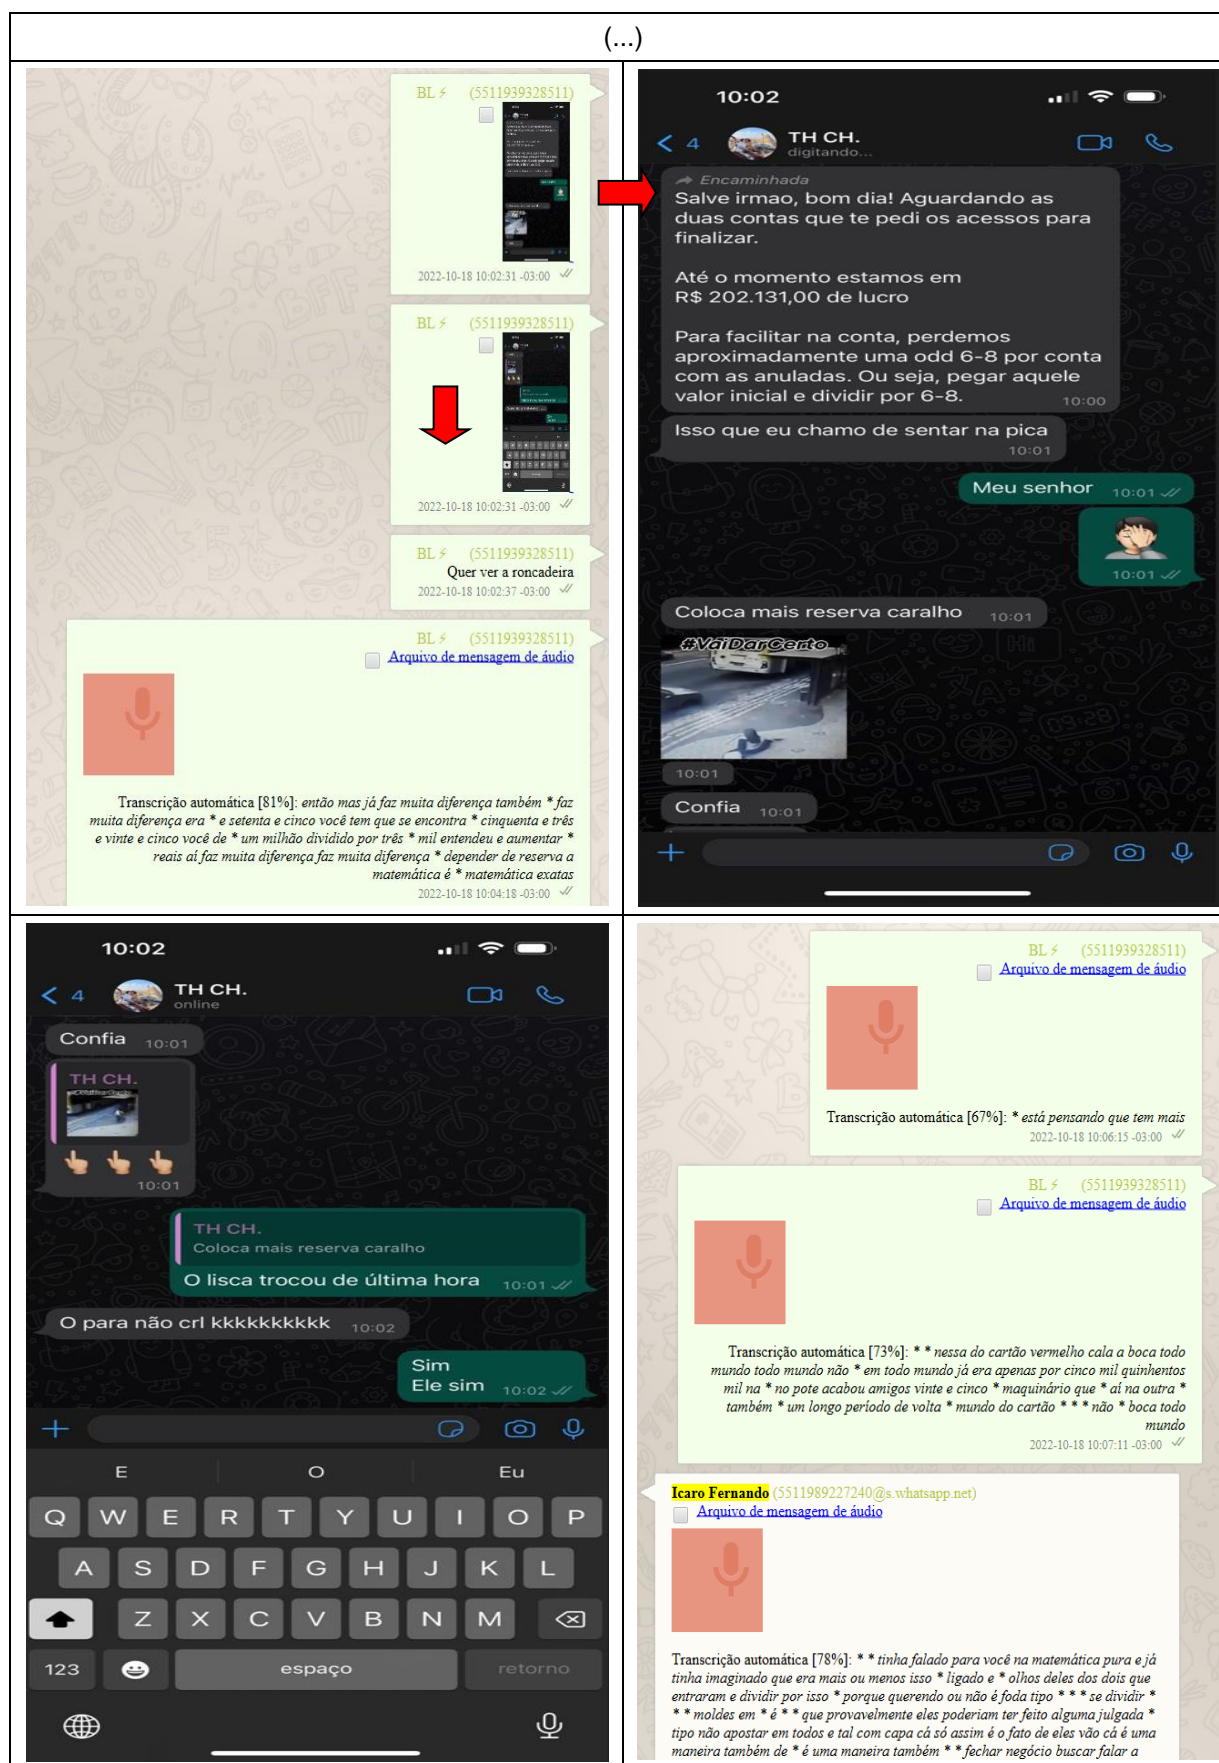 (...)
BL⚡ (5511939328511)
2022-10-18 10:02:31 -03:00
BL⚡ (5511939328511)
2022-10-18 10:02:31 -03:00
BL⚡ (5511939328511)
Quer ver a roncadeira
2022-10-18 10:02:37 -03:00
BL⚡ (5511939328511)
Arquivo de mensagem de áudio
Transcrição automática [81%]: então mas já faz muita diferença também * faz
muita diferença era * e setenta e cinco você tem que se encontra * cinquenta e três
e vinte e cinco você de * um milhão dividido por três * mil entendeu e aumentar *
reais aí faz muita diferença faz muita diferença * depender de reserva a
matemática é * matemática exatas
2022-10-18 10:04:18 -03:00
10:02
4
TH CH.
digitando...
Encaminhada
Salve irmao, bom dia! Aguardando as
duas contas que te pedi os acessos para
finalizar.
Até o momento estamos em
R$ 202.131,00 de lucro
Para facilitar na conta, perdemos
aproximadamente uma odd 6-8 por conta
com as anuladas. Ou seja, pegar aquele
valor inicial e dividir por 6-8.
10:00
Isso que eu chamo de sentar na pica
10:01
Meu senhor 10:01
10:01
Coloca mais reserva caralho 10:01
#VaiDarCerto
10:01
Confia 10:01
10:02
4
TH CH.
online
Confia 10:01
TH CH.
👆🏼👆🏼👆🏼
10:01
TH CH.
Coloca mais reserva caralho
O lisca trocou de última hora 10:01
O para não crl kkkkkkkkkk 10:02
Sim
Ele sim 10:02
E O Eu
Q W E R T Y U I O P
A S D F G H J K L
Z X C V B N M
123 espaço retorno
BL⚡ (5511939328511)
Arquivo de mensagem de áudio
Transcrição automática [67%]: * está pensando que tem mais
2022-10-18 10:06:15 -03:00
BL⚡ (5511939328511)
Arquivo de mensagem de áudio
Transcrição automática [73%]: * * nessa do cartão vermelho cala a boca todo
mundo todo mundo não * em todo mundo já era apenas por cinco mil quinhentos
mil na * no pote acabou amigos vinte e cinco * maquinário que * aí na outra *
também * um longo período de volta * mundo do cartão * * * não * boca todo
mundo
2022-10-18 10:07:11 -03:00
Icaro Fernando (5511989227240@s.whatsapp.net)
Arquivo de mensagem de áudio
Transcrição automática [78%]: * * tinha falado para você na matemática pura e já
tinha imaginado que era mais ou menos isso * ligado e * olhos deles dos dois que
entraram e dividir por isso * porque querendo ou não é foda tipo * * * se dividir *
* * moldes em * é * * que provavelmente eles poderiam ter feito alguma julgada *
tipo não apostar em todos e tal com capa cá só assim é o fato de eles vão cá é uma
maneira também de * é uma maneira também * * fechar negócio buscar falar a